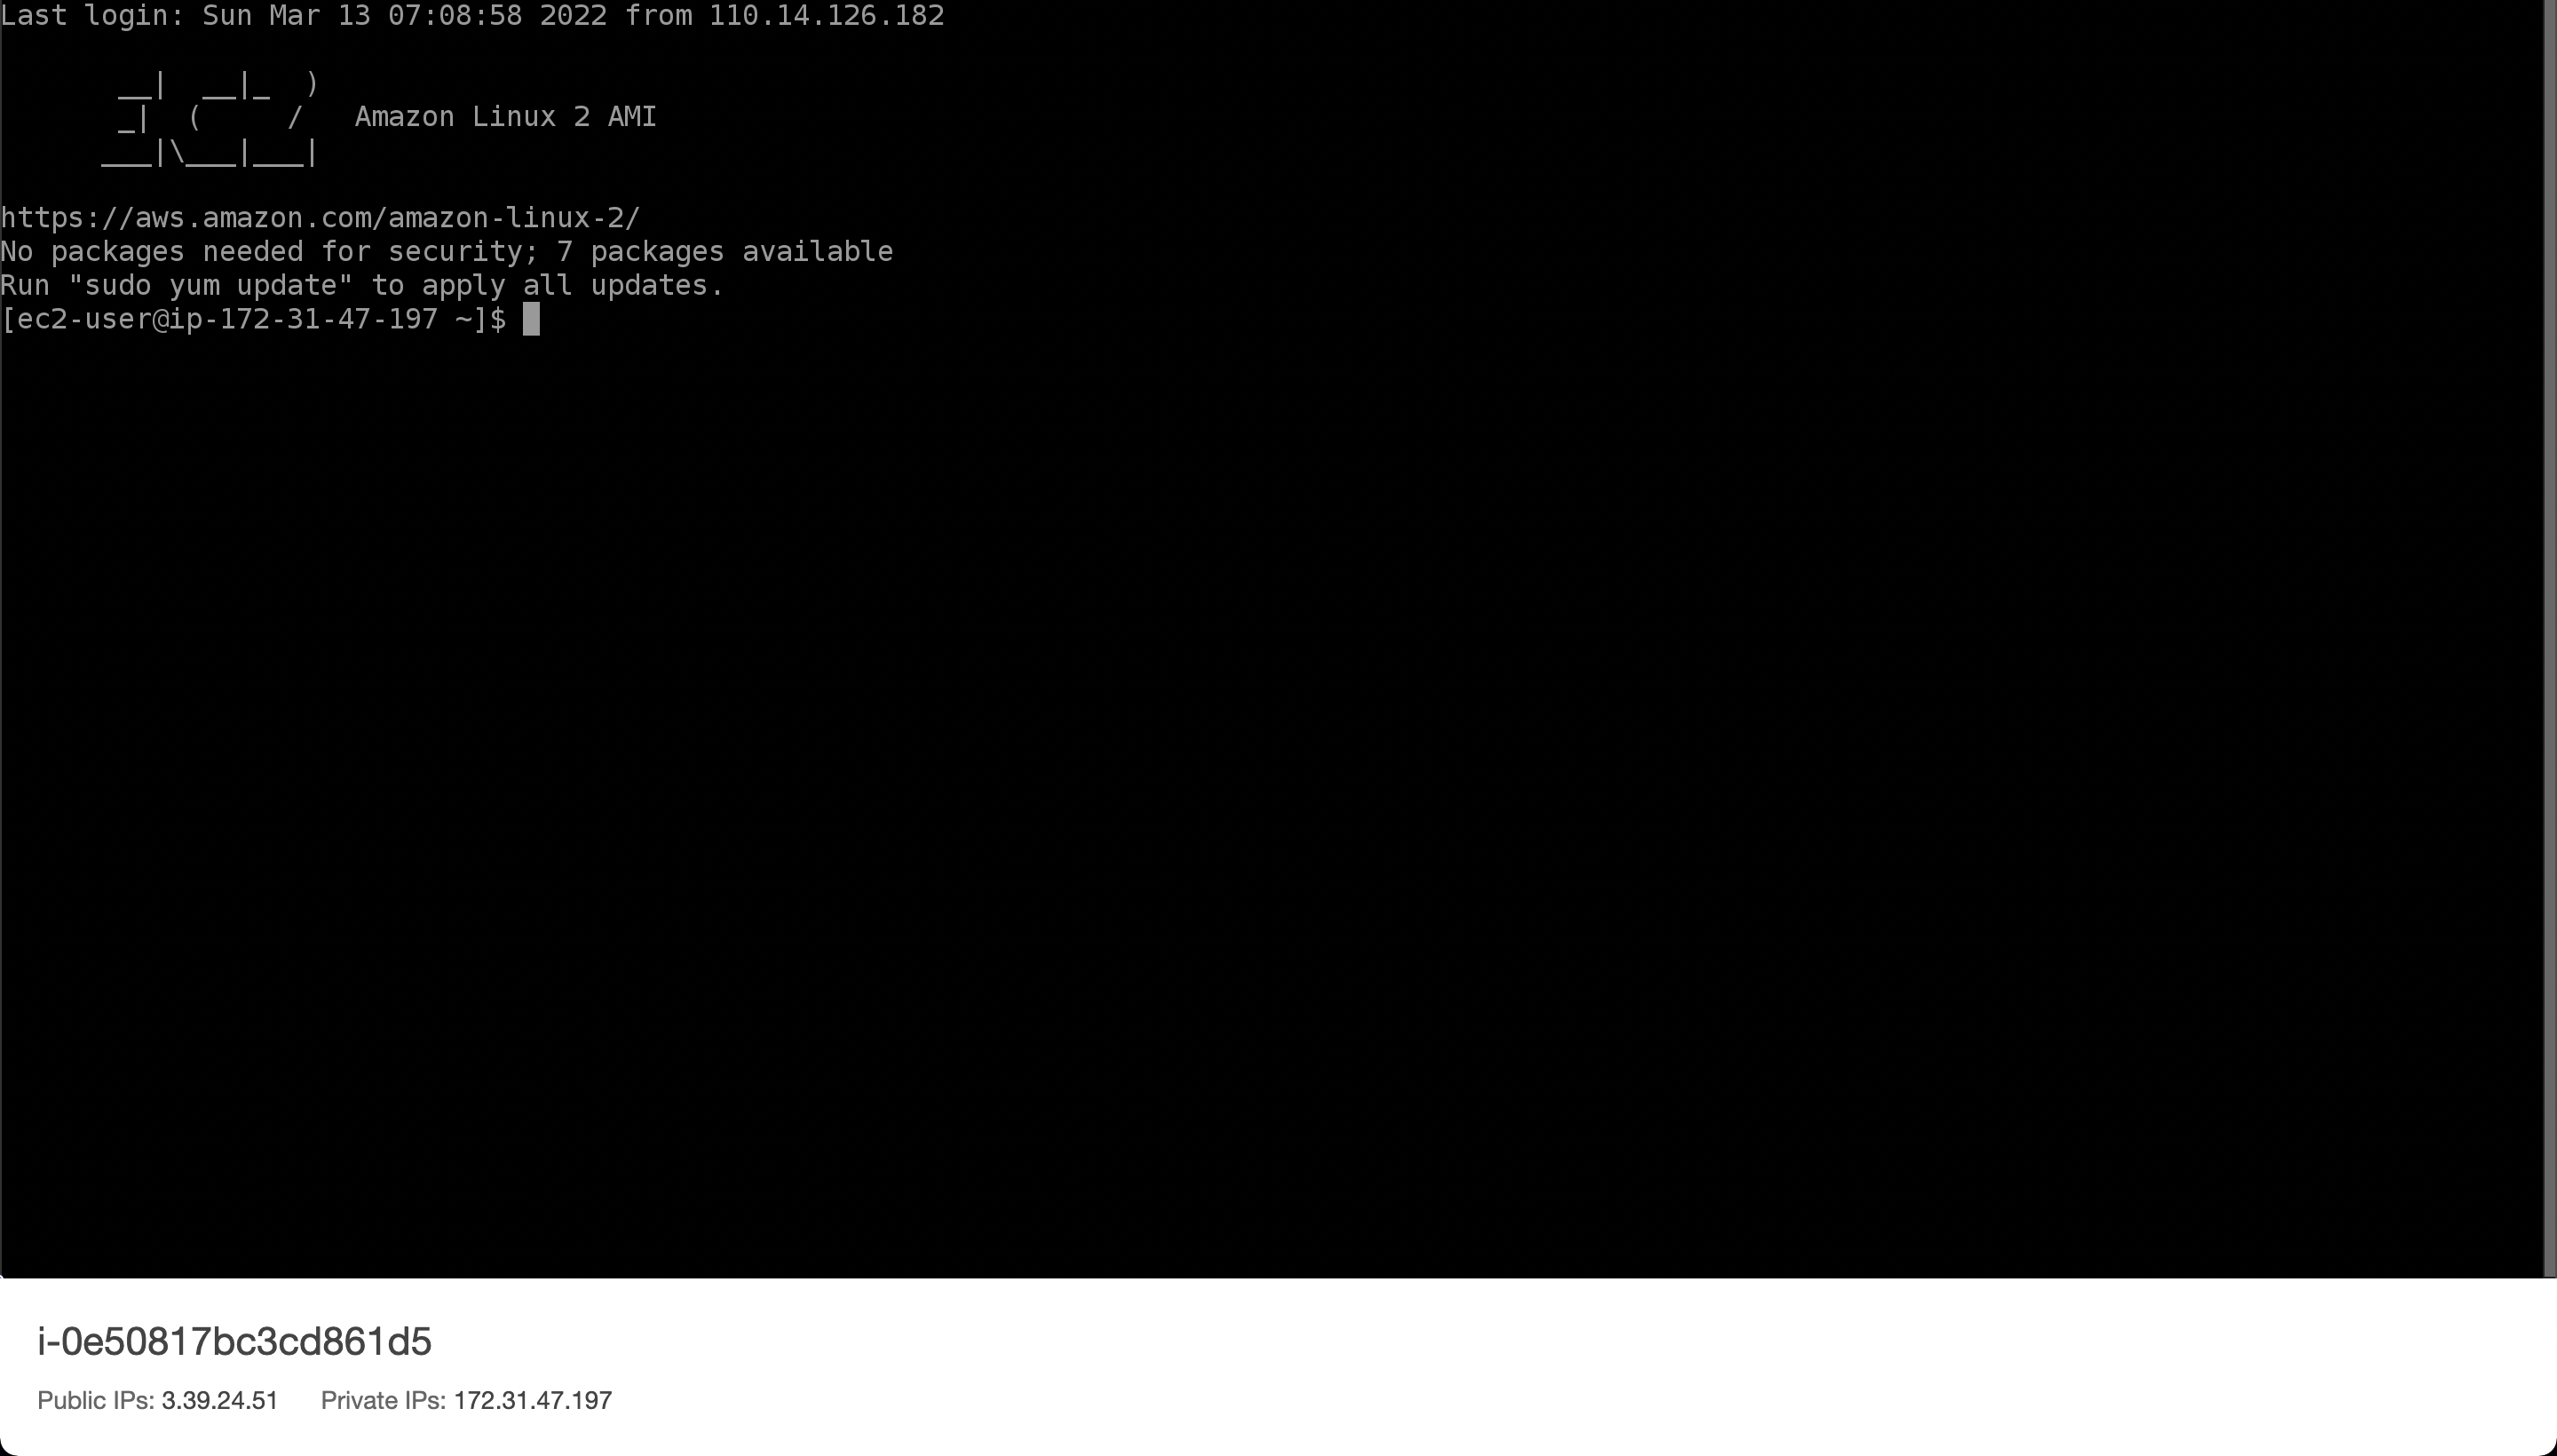 Last login: Sun Mar 13 07:08:58 2022 from 110.14.126.182

       __|  __|_  )
       _|  (     /   Amazon Linux 2 AMI
      ___|\___|___|

https://aws.amazon.com/amazon-linux-2/
No packages needed for security; 7 packages available
Run "sudo yum update" to apply all updates.
[ec2-user@ip-172-31-47-197 ~]$
i-0e50817bc3cd861d5
Public IPs: 3.39.24.51 Private IPs: 172.31.47.197